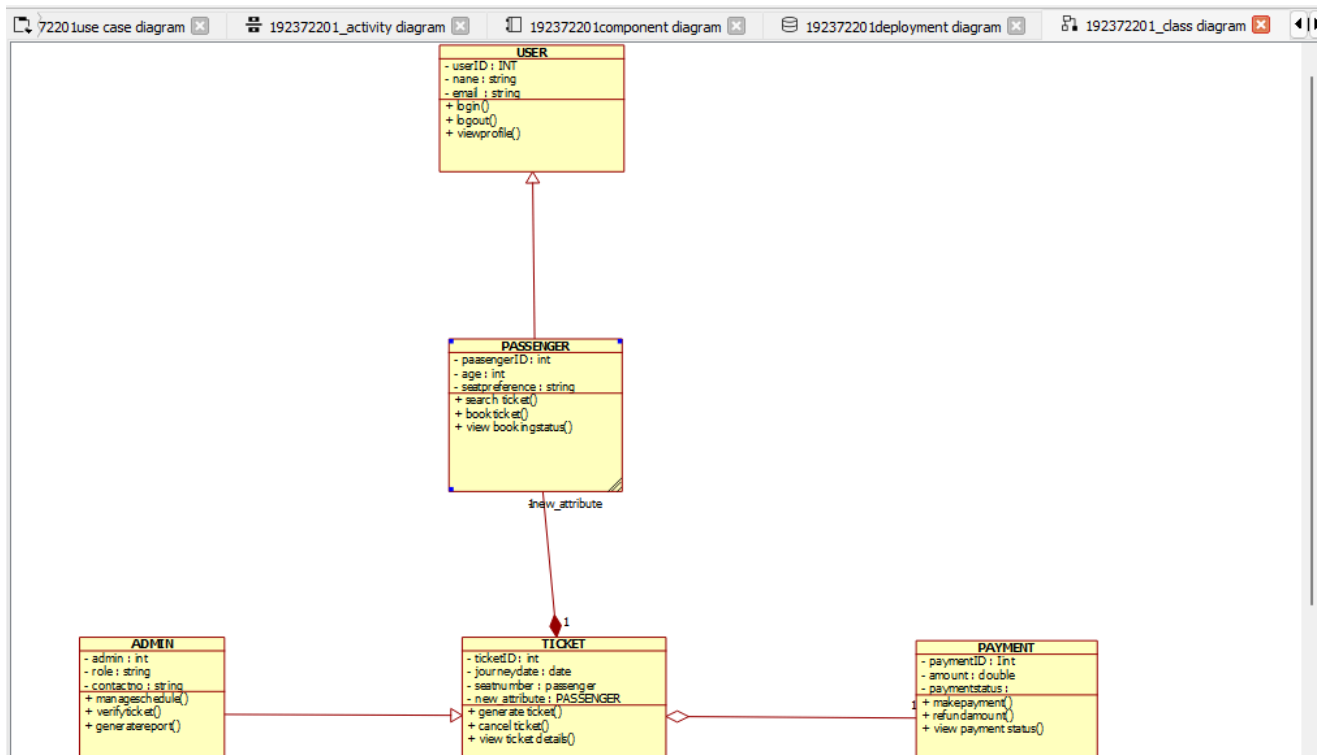 72201use case diagram
192372201_activity diagram
192372201component diagram
192372201deployment diagram
192372201_class diagram
USER
- userID : INT
- nane : string
- email : string
+ login()
+ logout()
+ viewprofile()
PASSENGER
- paasengerID : int
- age : int
- seatpreference : string
+ search ticket()
+ bookticket()
+ view bookingstatus()
new_attribute
1
ADMIN
- admin : int
- role : string
- contactno : string
+ manageschedule()
+ verifyticket()
+ generatereport()
TICKET
- ticketID : int
- journeydate : date
- seatnumber : passenger
- new_attribute : PASSENGER
+ generate ticket()
+ cancel ticket()
+ view ticket details()
1
PAYMENT
- paymentID : Iint
- amount : double
- paymentstatus :
+ makepayment()
+ refundamount()
+ view payment status()